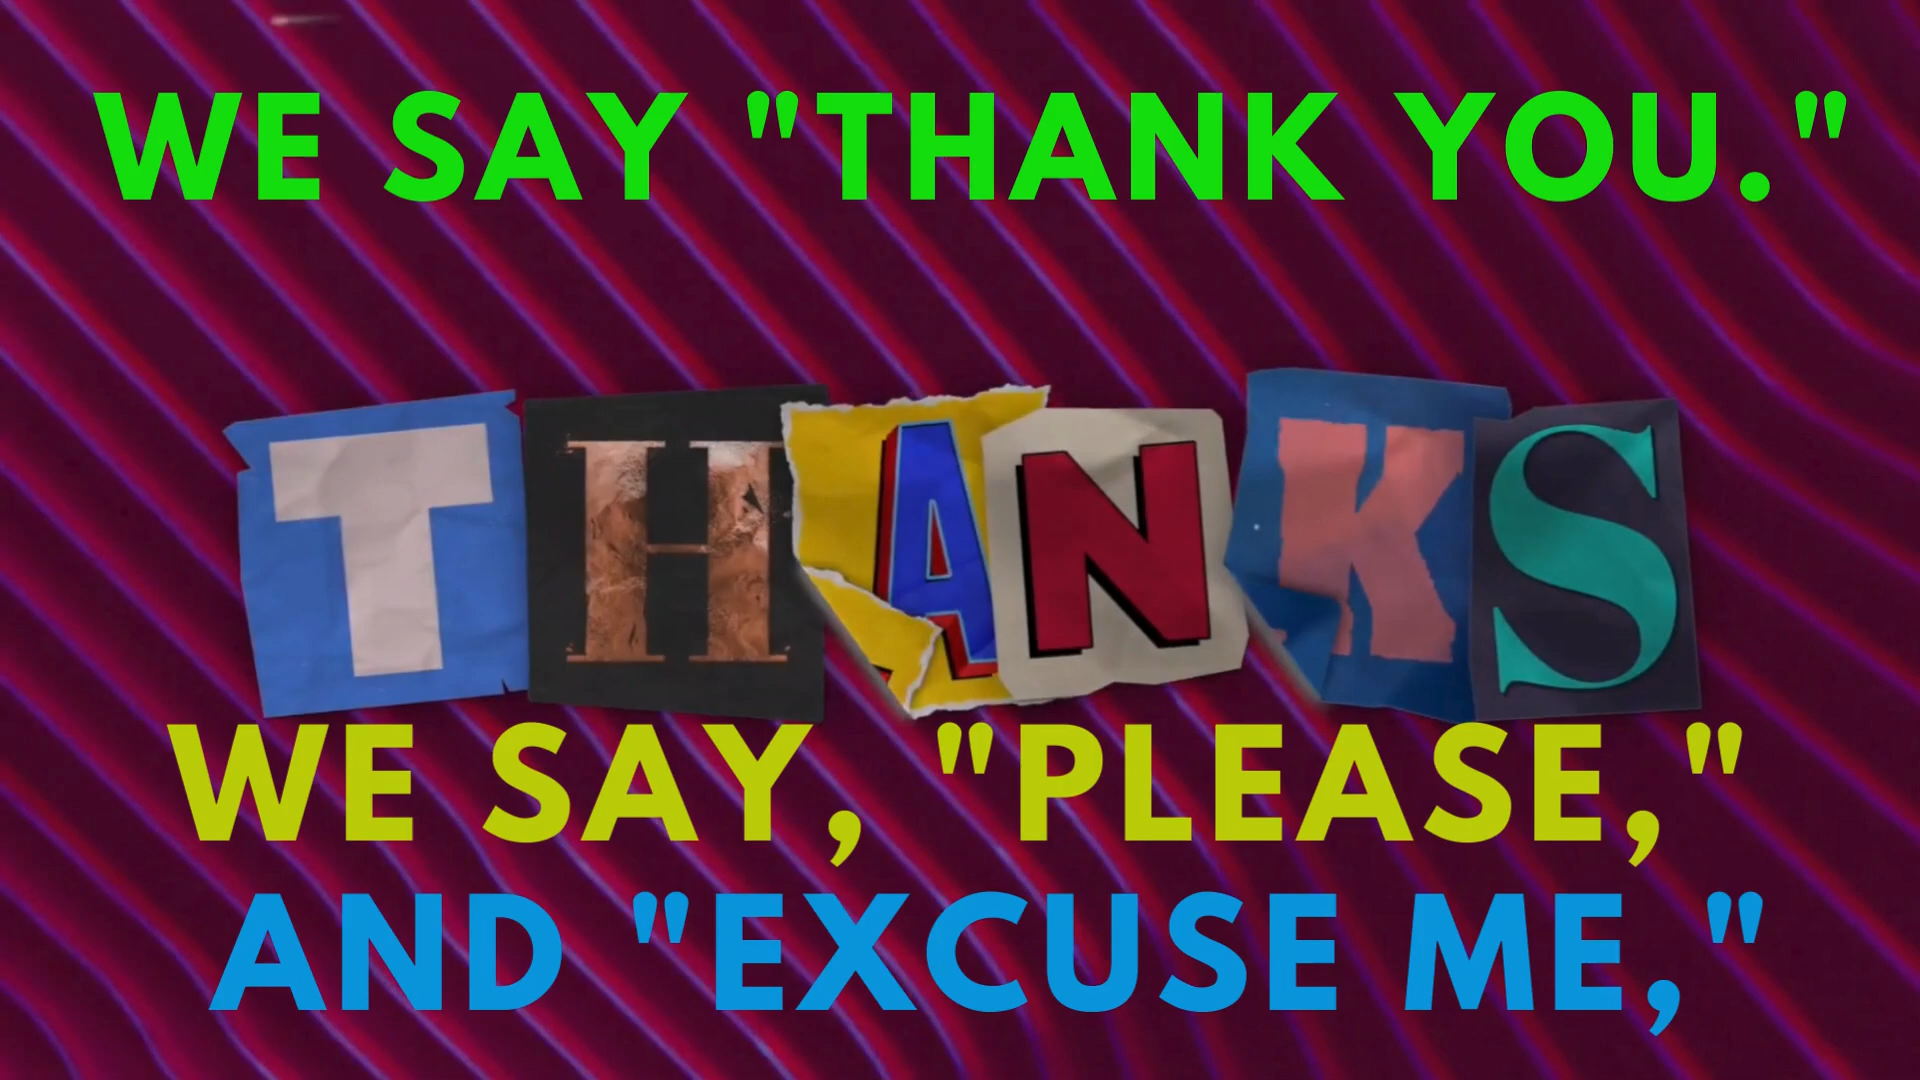 WE SAY "THANK YOU."
THANKS
WE SAY, "PLEASE,"
AND "EXCUSE ME,"